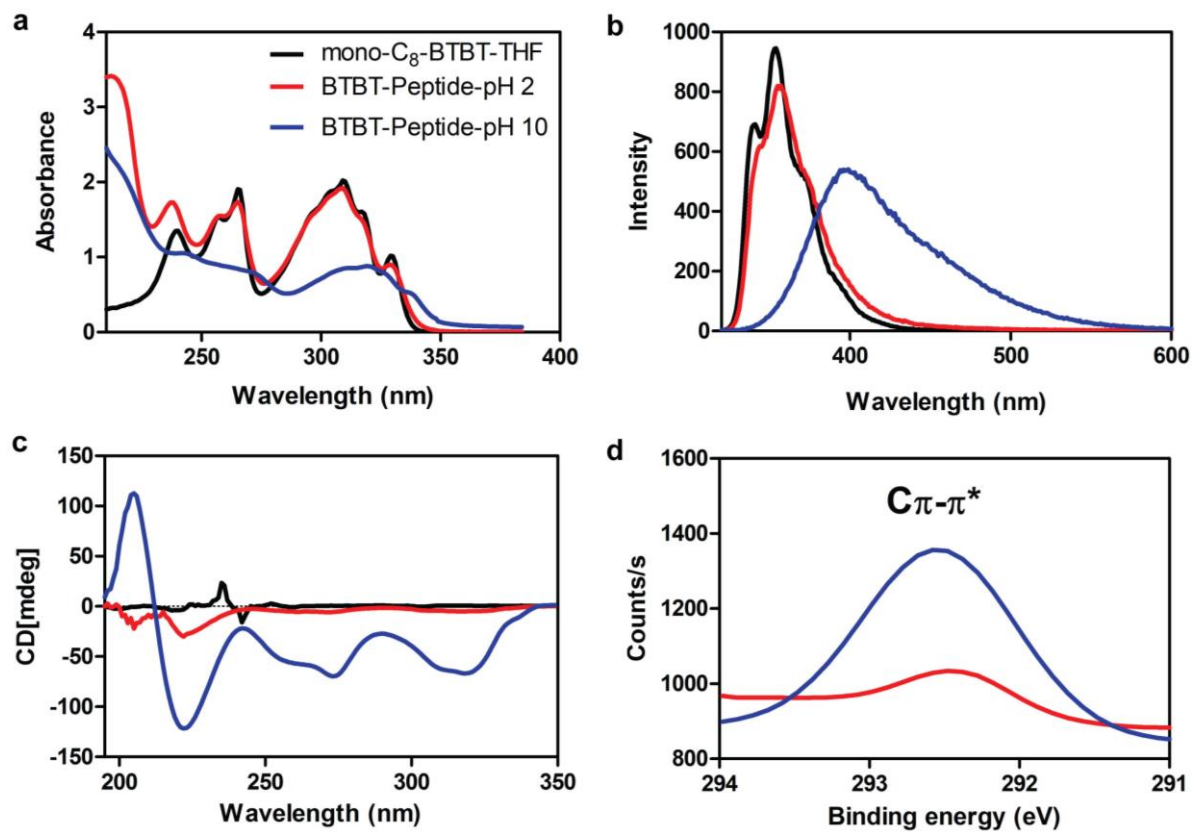 a
4
3
2
1
0
Absorbance
mono-C₈-BTBT-THF
BTBT-Peptide-pH 2
BTBT-Peptide-pH 10
250 300 350 400
Wavelength (nm)
b
1000
800
600
400
200
0
Intensity
400 500 600
Wavelength (nm)
c
150
100
50
0
-50
-100
-150
CD[mdeg]
200 250 300 350
Wavelength (nm)
d
1600
1400
1200
1000
800
Counts/s
Cπ-π*
294 293 292 291
Binding energy (eV)